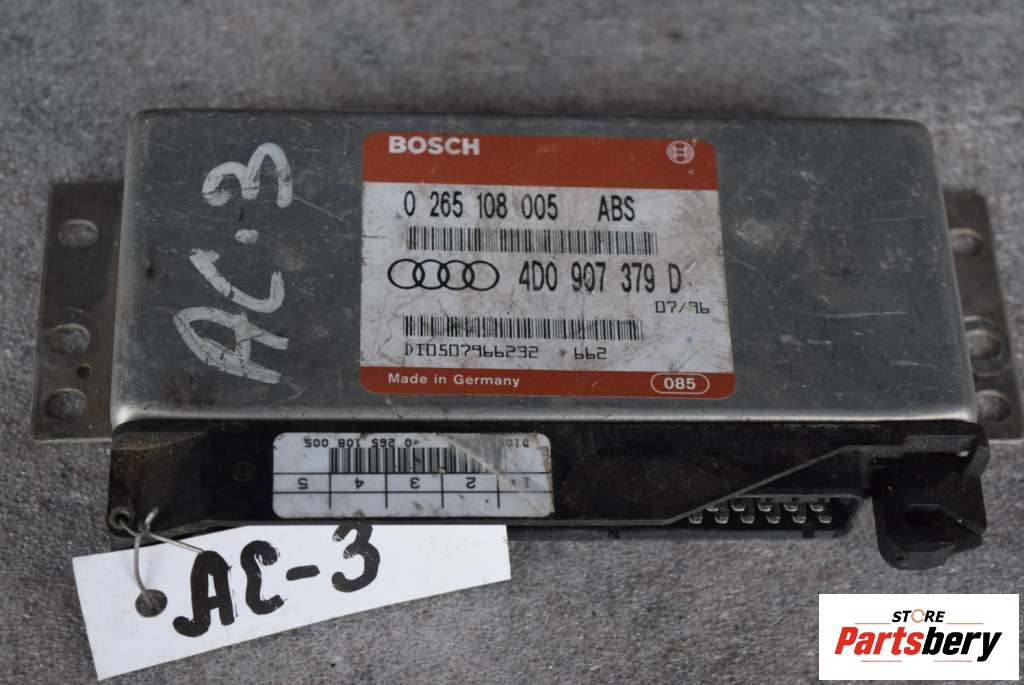 BOSCH
0 265 108 005 ABS
4D0 907 379 D
07/96
DI0507966232 662
Made in Germany 085
AC.3
0 265 108 005
1 2 3 4 5
AC-3
STORE
Partsbery